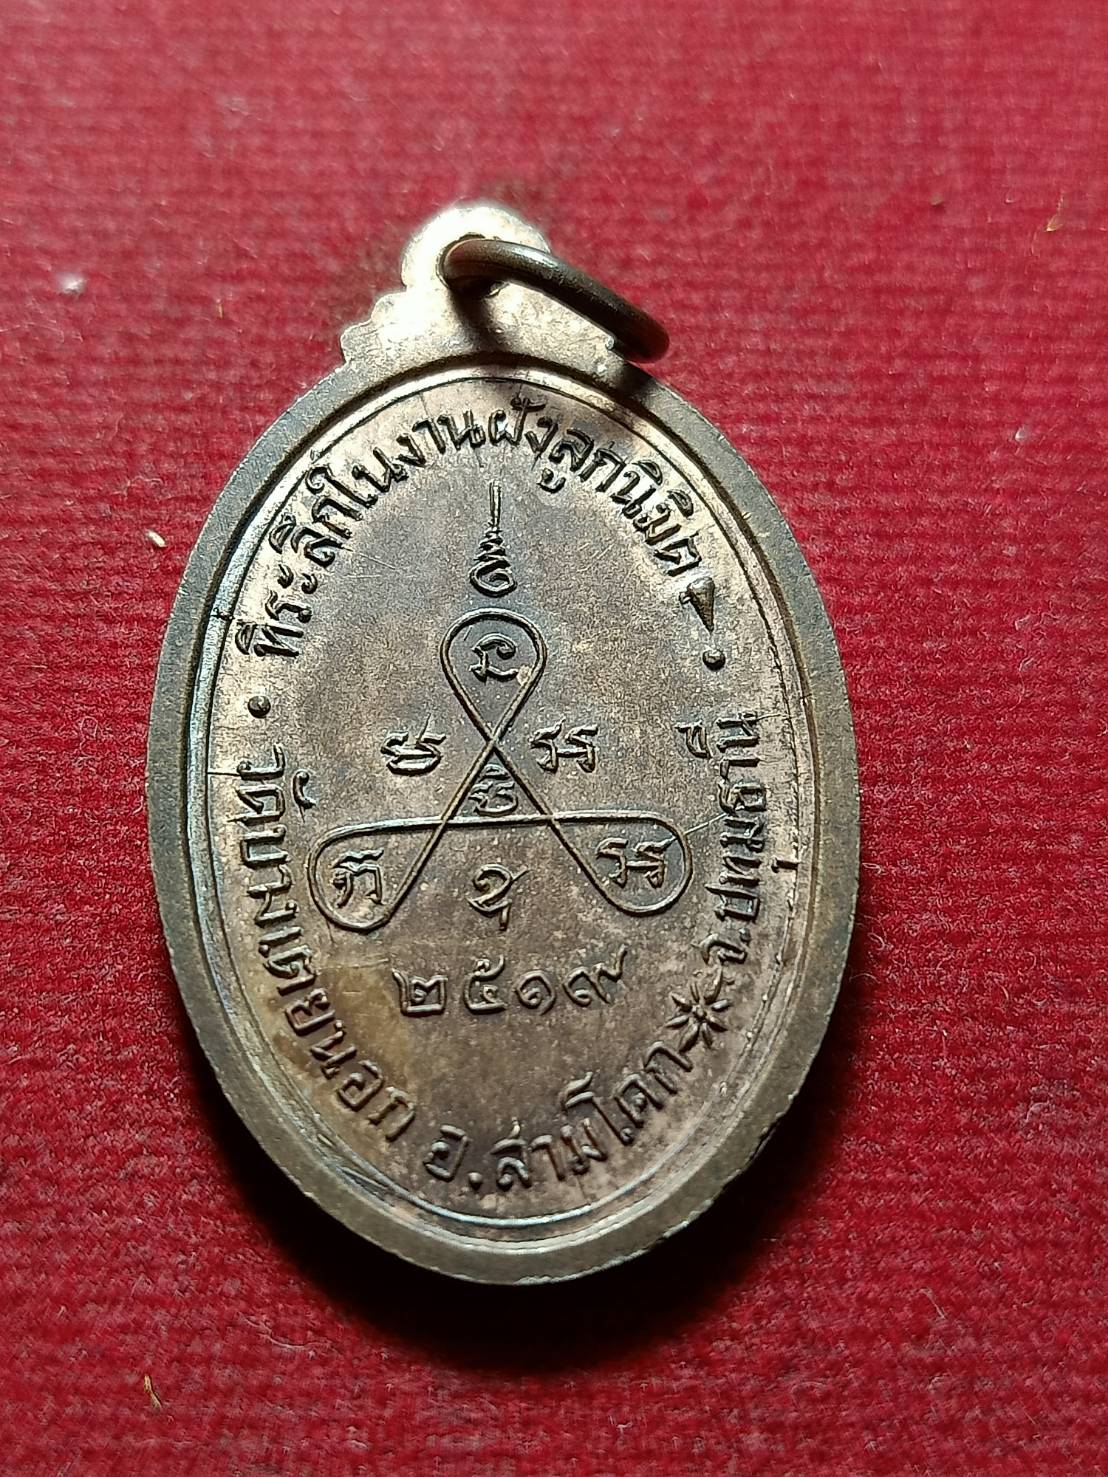 ที่ระลึกในงานฝังลูกนิมิต
วัดบางเตยนอก อ.สามโคก จ.ปทุมธานี
๒๕๑๙